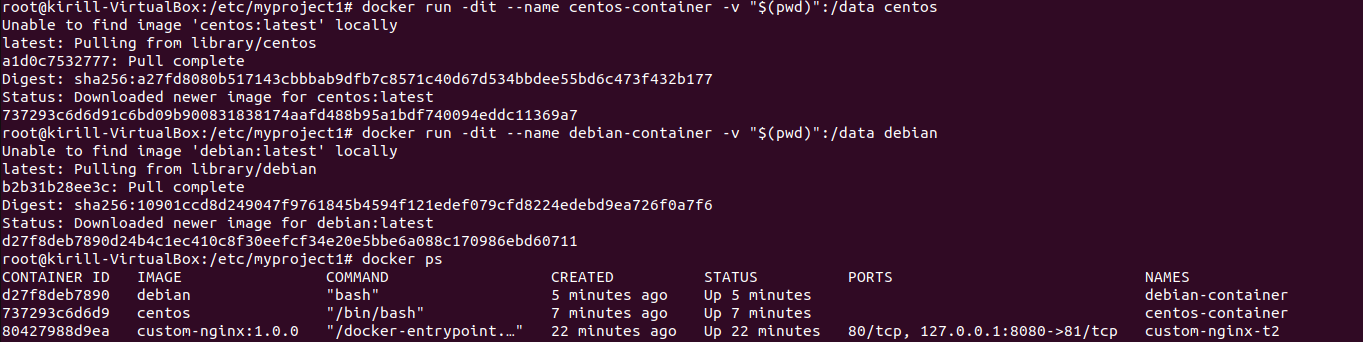 root@kirill-VirtualBox:/etc/myproject1# docker run -dit --name centos-container -v "$(pwd)":/data centos
Unable to find image 'centos:latest' locally
latest: Pulling from library/centos
a1d0c7532777: Pull complete
Digest: sha256:a27fd8080b517143cbbbab9dfb7c8571c40d67d534bbdee55bd6c473f432b177
Status: Downloaded newer image for centos:latest
737293c6d6d91c6bd09b900831838174aafd488b95a1bdf740094eddc11369a7
root@kirill-VirtualBox:/etc/myproject1# docker run -dit --name debian-container -v "$(pwd)":/data debian
Unable to find image 'debian:latest' locally
latest: Pulling from library/debian
b2b31b28ee3c: Pull complete
Digest: sha256:10901ccd8d249047f9761845b4594f121edef079cfd8224edebd9ea726f0a7f6
Status: Downloaded newer image for debian:latest
d27f8deb7890d24b4c1ec410c8f30eefcf34e20e5bbe6a088c170986ebd60711
root@kirill-VirtualBox:/etc/myproject1# docker ps
CONTAINER ID   IMAGE                COMMAND                  CREATED          STATUS          PORTS                            NAMES
d27f8deb7890   debian               "bash"                   5 minutes ago    Up 5 minutes                                     debian-container
737293c6d6d9   centos               "/bin/bash"              7 minutes ago    Up 7 minutes                                     centos-container
80427988d9ea   custom-nginx:1.0.0   "/docker-entrypoint.…"   22 minutes ago   Up 22 minutes   80/tcp, 127.0.0.1:8080->81/tcp   custom-nginx-t2